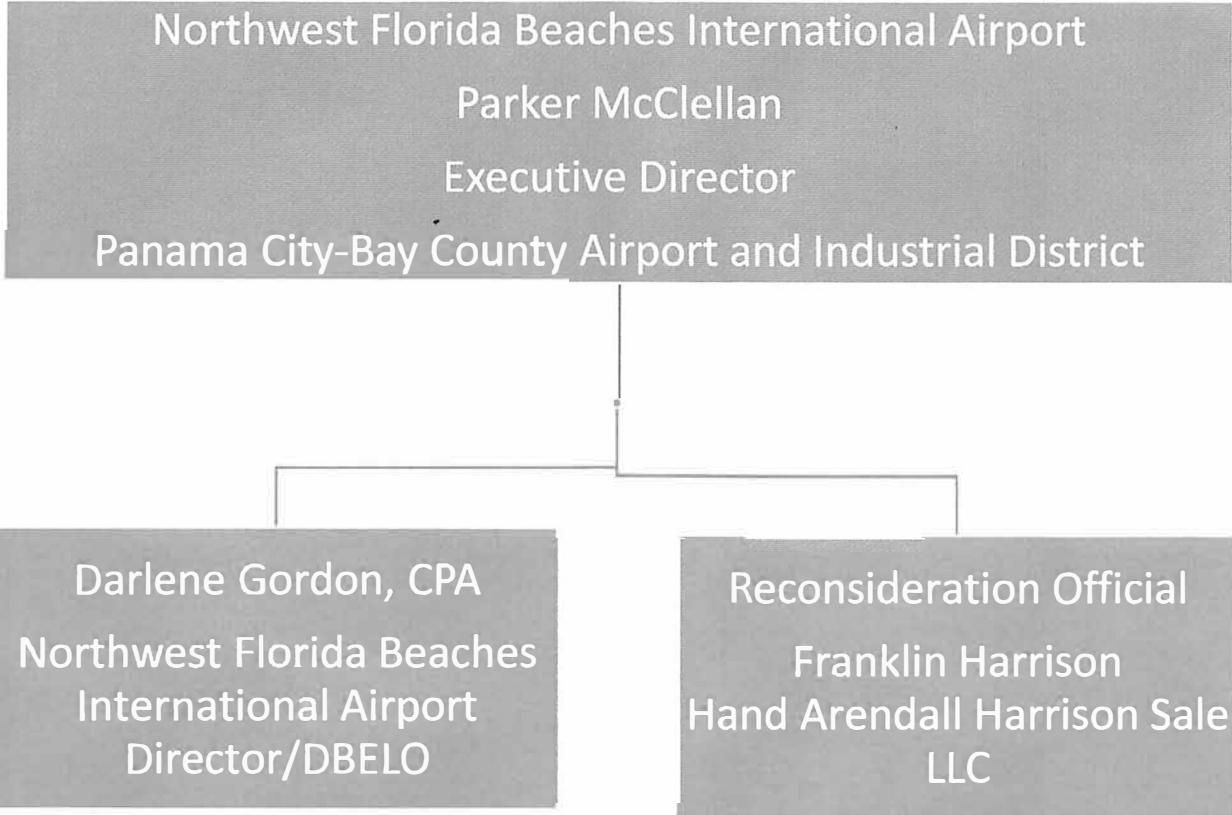 Northwest Florida Beaches International Airport
Parker McClellan
Executive Director
Panama City-Bay County Airport and Industrial District
Darlene Gordon, CPA
Northwest Florida Beaches
International Airport
Director/DBELO
Reconsideration Official
Franklin Harrison
Hand Arendall Harrison Sale
LLC